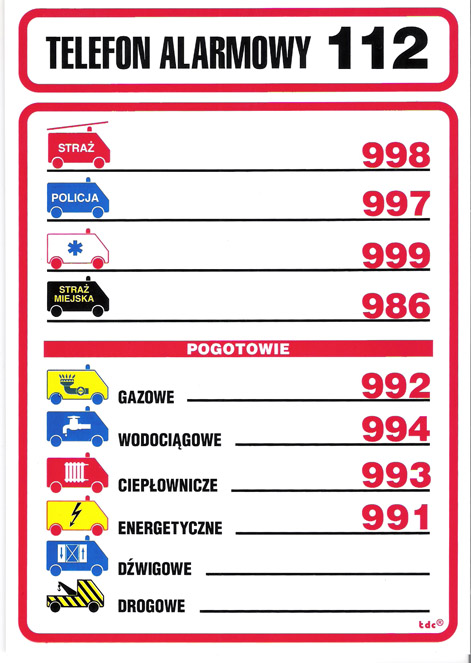 TELEFON ALARMOWY 112
STRAŻ 998
POLICJA 997
999
STRAŻ
MIEJSKA 986
POGOTOWIE
GAZOWE 992
WODOCIĄGOWE 994
CIEPŁOWNICZE 993
ENERGETYCZNE 991
DŹWIGOWE
DROGOWE
tdc®